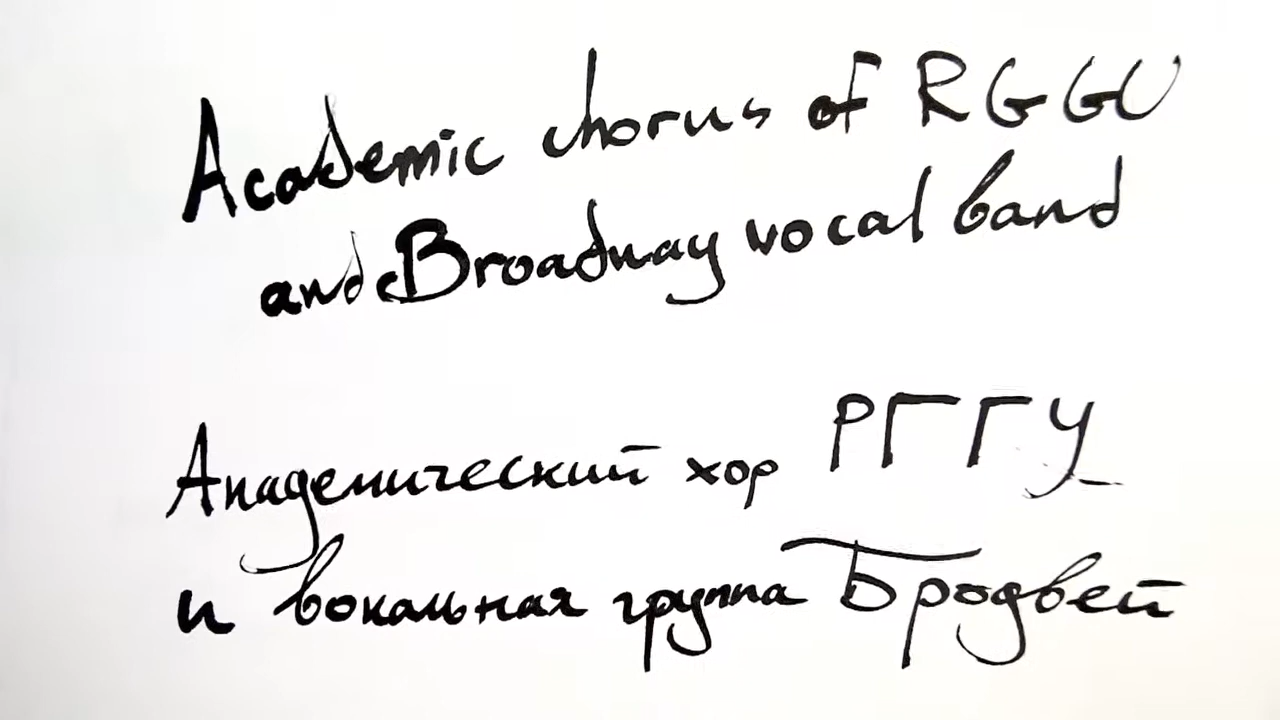 Academic chorus of RGGU
and Broadway vocal band
Академический хор РГГУ
и вокальная группа Бродвей